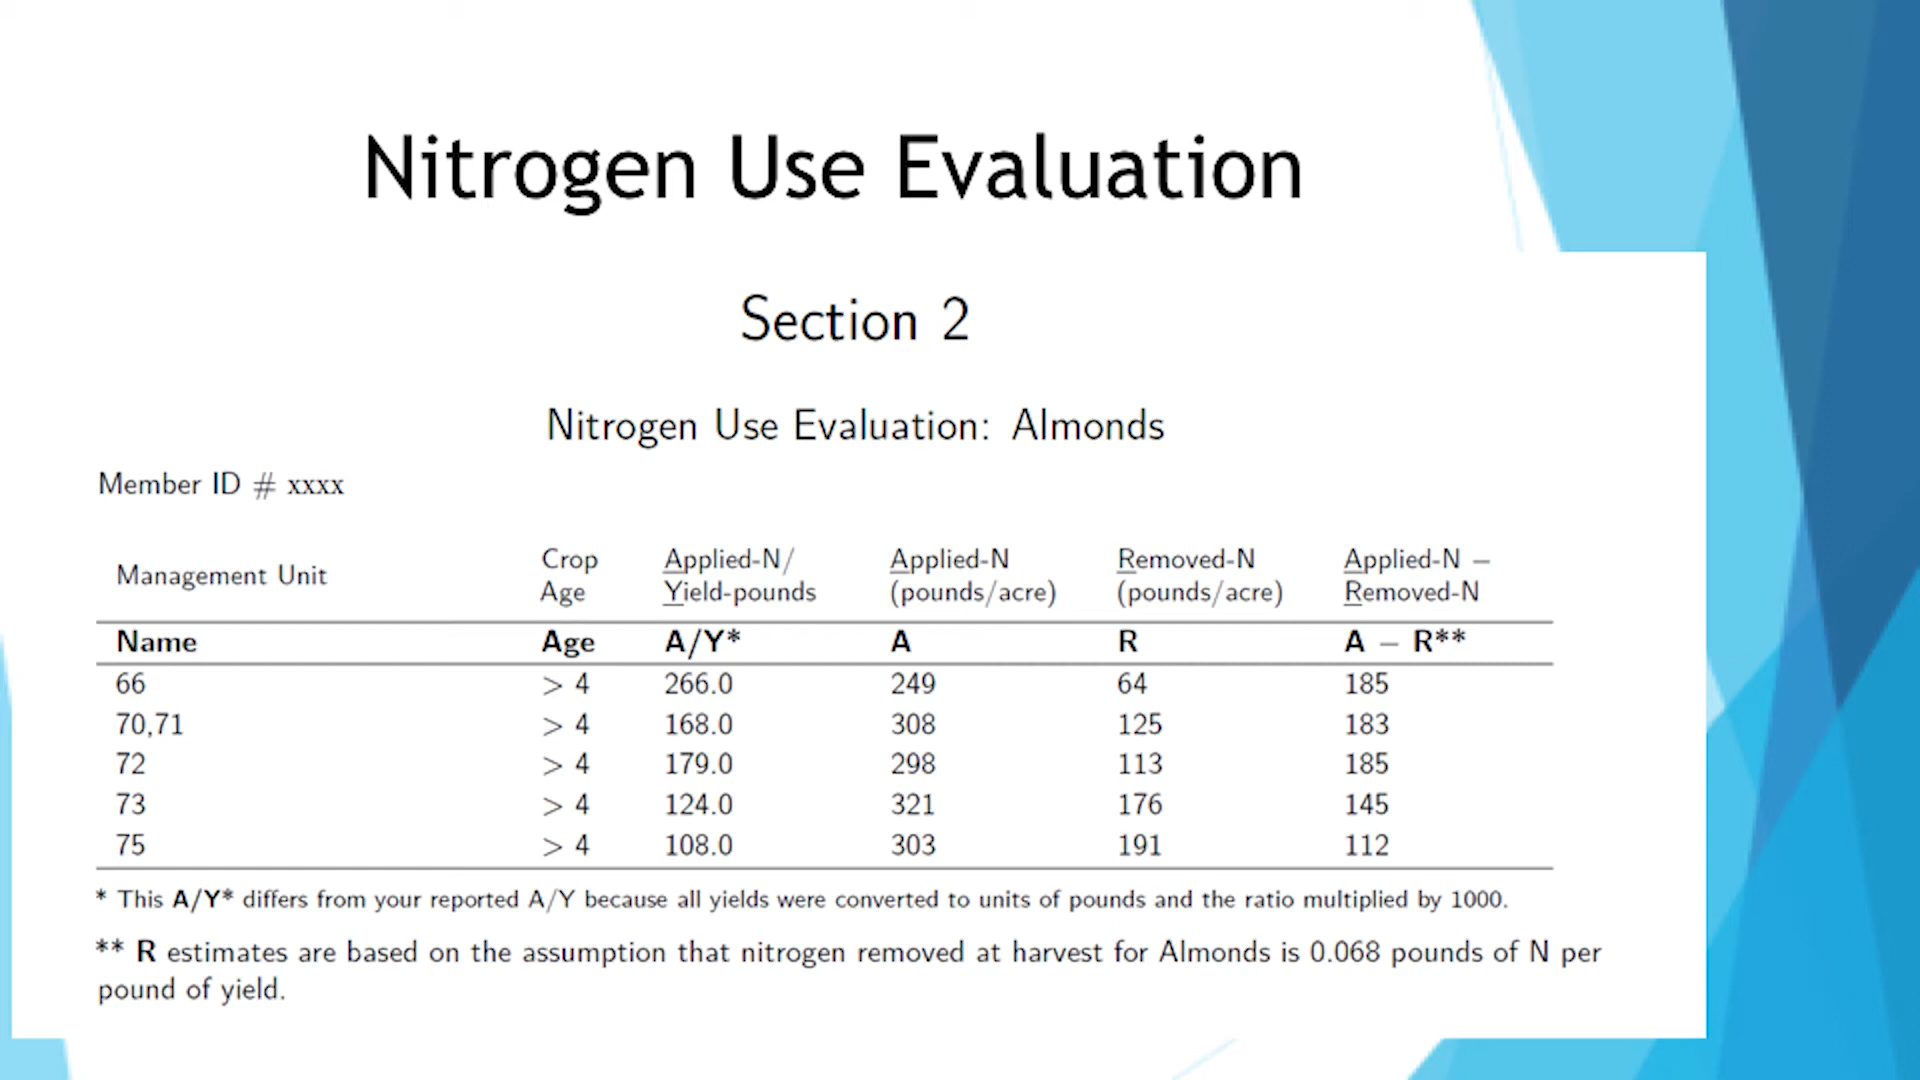 Nitrogen Use Evaluation
Section 2
Nitrogen Use Evaluation: Almonds
Member ID # xxxx
Management Unit Crop Age Applied-N/ Yield-pounds Applied-N (pounds/acre) Removed-N (pounds/acre) Applied-N – Removed-N
Name Age A/Y* A R A – R**
66 > 4 266.0 249 64 185
70,71 > 4 168.0 308 125 183
72 > 4 179.0 298 113 185
73 > 4 124.0 321 176 145
75 > 4 108.0 303 191 112
* This A/Y* differs from your reported A/Y because all yields were converted to units of pounds and the ratio multiplied by 1000.
** R estimates are based on the assumption that nitrogen removed at harvest for Almonds is 0.068 pounds of N per
pound of yield.